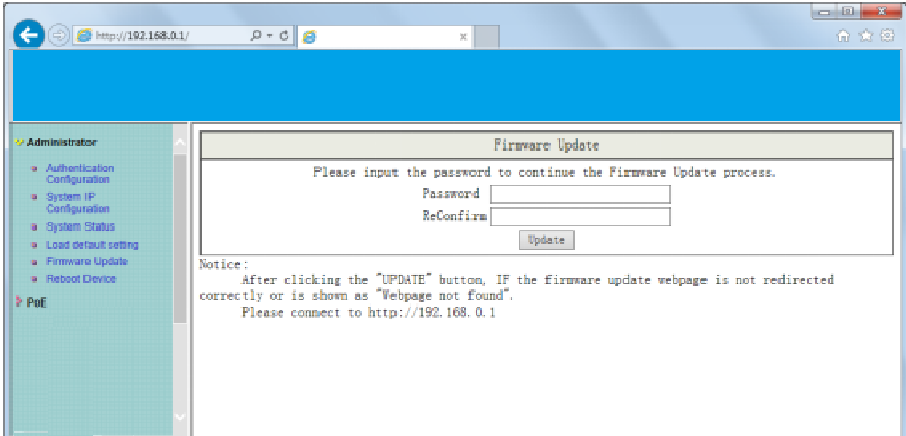 http://192.168.0.1/
Administrator
Authentication
Configuration
System IP
Configuration
System Status
Load default setting
Firmware Update
Reboot Device
PoE
Firmware Update
Please input the password to continue the Firmware Update process.
Password
ReConfirm
Update
Notice:
After clicking the "UPDATE" button, IF the firmware update webpage is not redirected
correctly or is shown as "Webpage not found".
Please connect to http://192.168.0.1